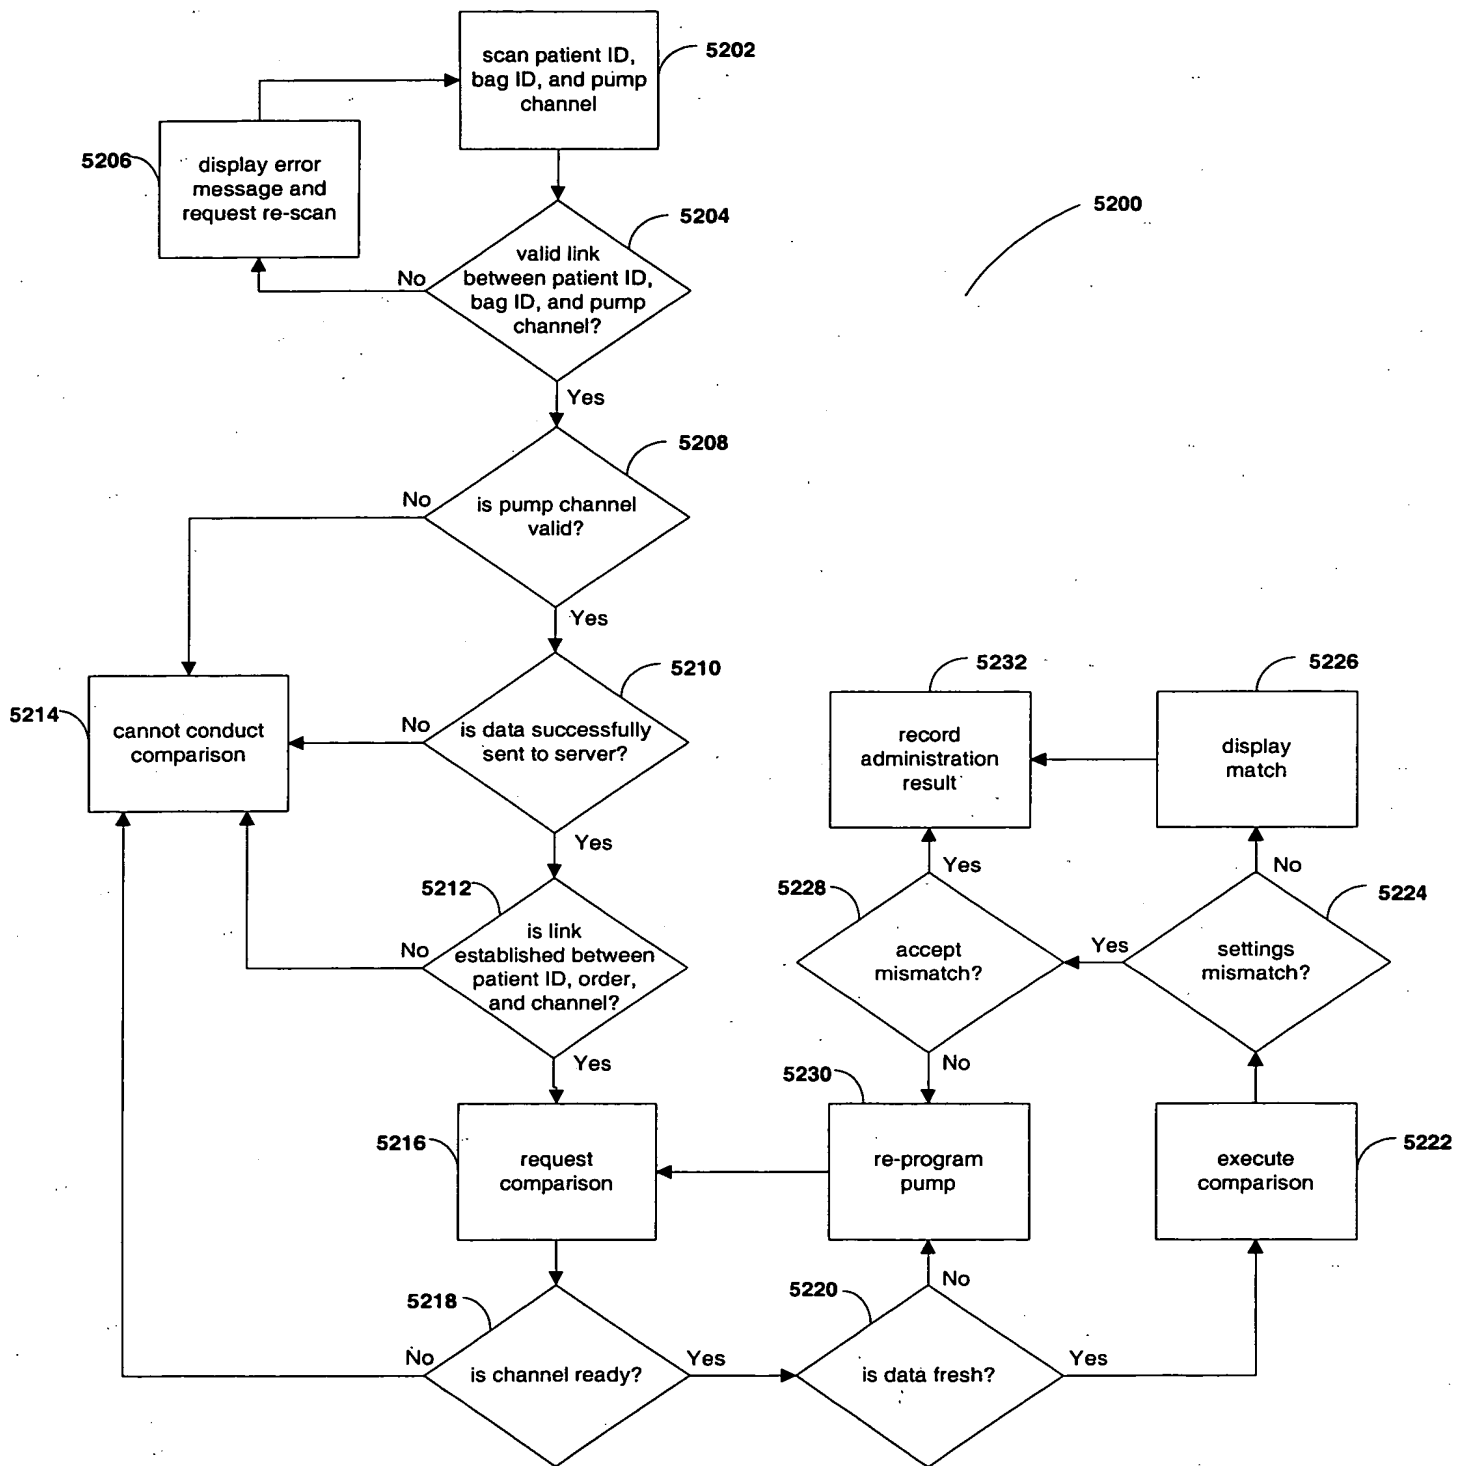 scan patient ID,
bag ID, and pump
channel
5202
5206
display error
message and
request re-scan
5204
5200
valid link
between patient ID,
bag ID, and pump
channel?
No
Yes
5208
No
is pump channel
valid?
Yes
5210
5232
5226
5214
cannot conduct
comparison
No
is data successfully
sent to server?
record
administration
result
display
match
Yes
5212
No
is link
established between
patient ID, order,
and channel?
Yes
5228
Yes
No
5224
accept
mismatch?
Yes
settings
mismatch?
No
5230
5216
request
comparison
re-program
pump
execute
comparison
5222
5218
No
is channel ready?
Yes
5220
No
is data fresh?
Yes